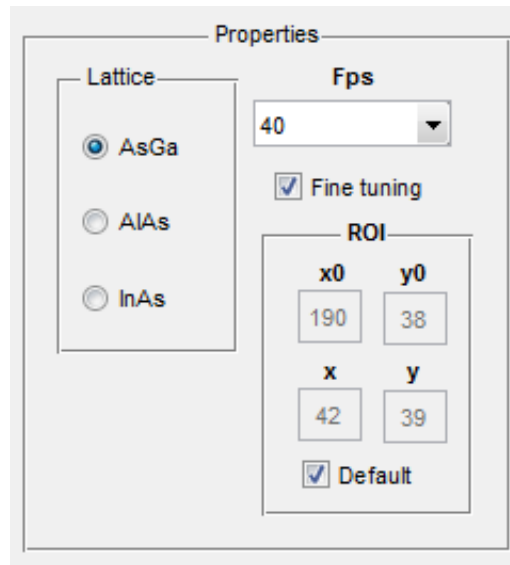 Properties
Lattice
AsGa
AlAs
InAs
Fps
40
Fine tuning
ROI
x0 y0
190 38
x y
42 39
Default